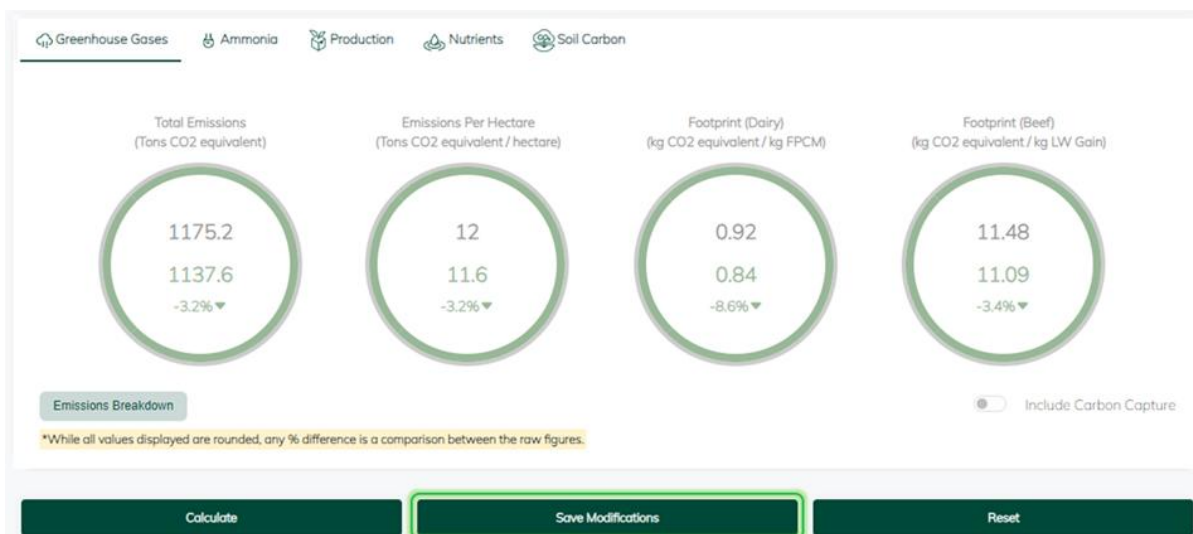 Greenhouse Gases Ammonia Production Nutrients Soil Carbon
Total Emissions
(Tons CO2 equivalent)
1175.2
1137.6
-3.2%
Emissions Per Hectare
(Tons CO2 equivalent / hectare)
12
11.6
-3.2%
Footprint (Dairy)
(kg CO2 equivalent / kg FPCM)
0.92
0.84
-8.6%
Footprint (Beef)
(kg CO2 equivalent / kg LW Gain)
11.48
11.09
-3.4%
Emissions Breakdown
Include Carbon Capture
*While all values displayed are rounded, any % difference is a comparison between the raw figures.
Calculate Save Modifications Reset